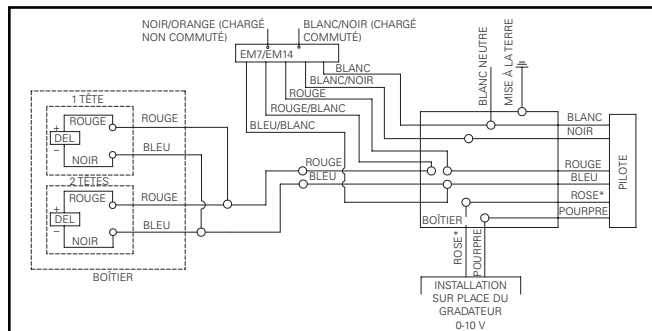 NOIR/ORANGE (CHARGÉ
NON COMMUTÉ)
BLANC/NOIR (CHARGÉ
COMMUTÉ)
EM7/EM14
BLANC
BLANC/NOIR
ROUGE
ROUGE/BLANC
BLEU/BLANC
BLANC NEUTRE
MISE À LA TERRE
1 TÊTE
ROUGE
ROUGE
+
DEL
–
NOIR
BLEU
2 TÊTES
ROUGE
ROUGE
+
DEL
–
NOIR
BLEU
BOÎTIER
ROUGE
BLEU
BLANC
NOIR
ROUGE
BLEU
ROSE*
POURPRE
PILOTE
BOÎTIER
ROSE*
POURPRE
INSTALLATION
SUR PLACE DU
GRADATEUR
0-10 V